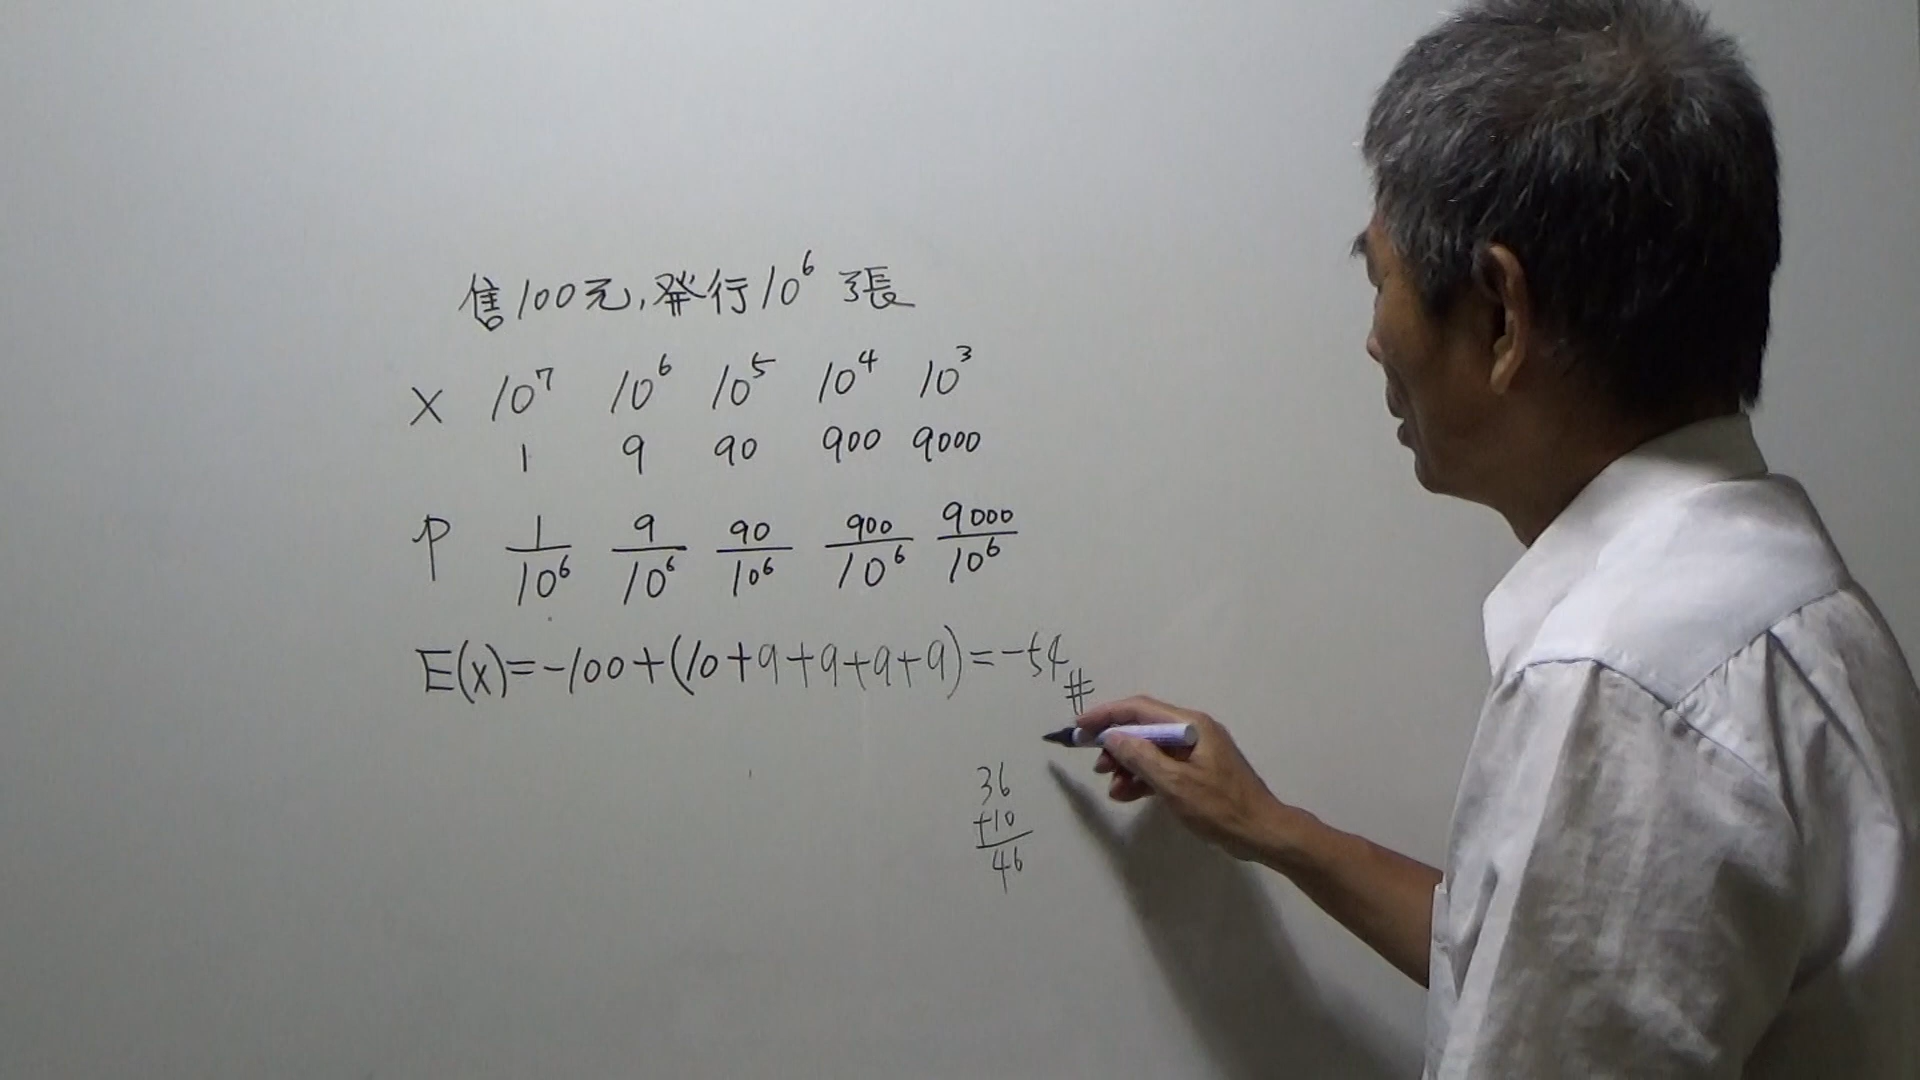 售100元,發行10⁶張
X 10⁷ 10⁶ 10⁵ 10⁴ 10³
1 9 90 900 9000
P 1/10⁶ 9/10⁶ 90/10⁶ 900/10⁶ 9000/10⁶
E(x)=-100+(10+9+9+9+9)=-54#
36
+10
46